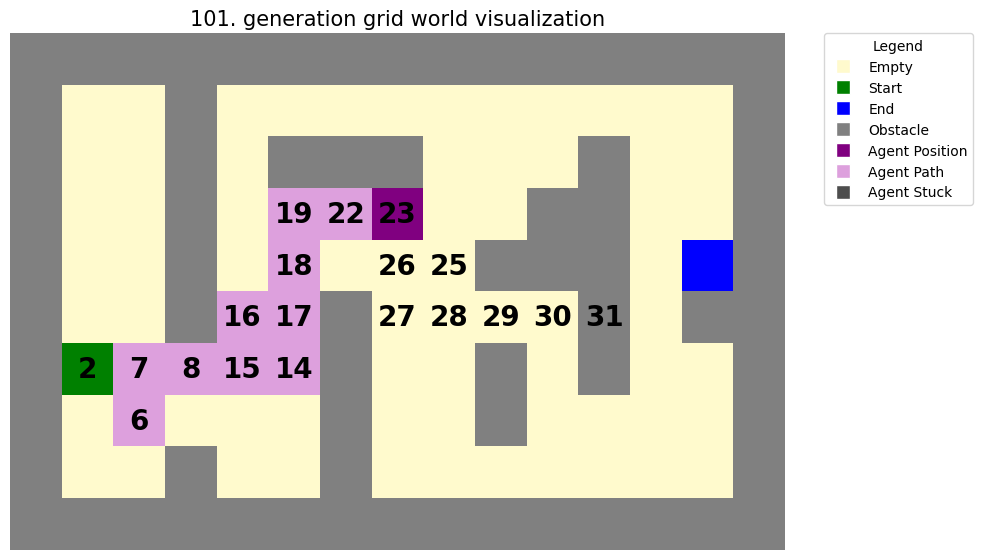 101. generation grid world visualization
Legend
Empty
Start
End
Obstacle
Agent Position
Agent Path
Agent Stuck
19 22 23
18 26 25
16 17 27 28 29 30 31
2 7 8 15 14
6